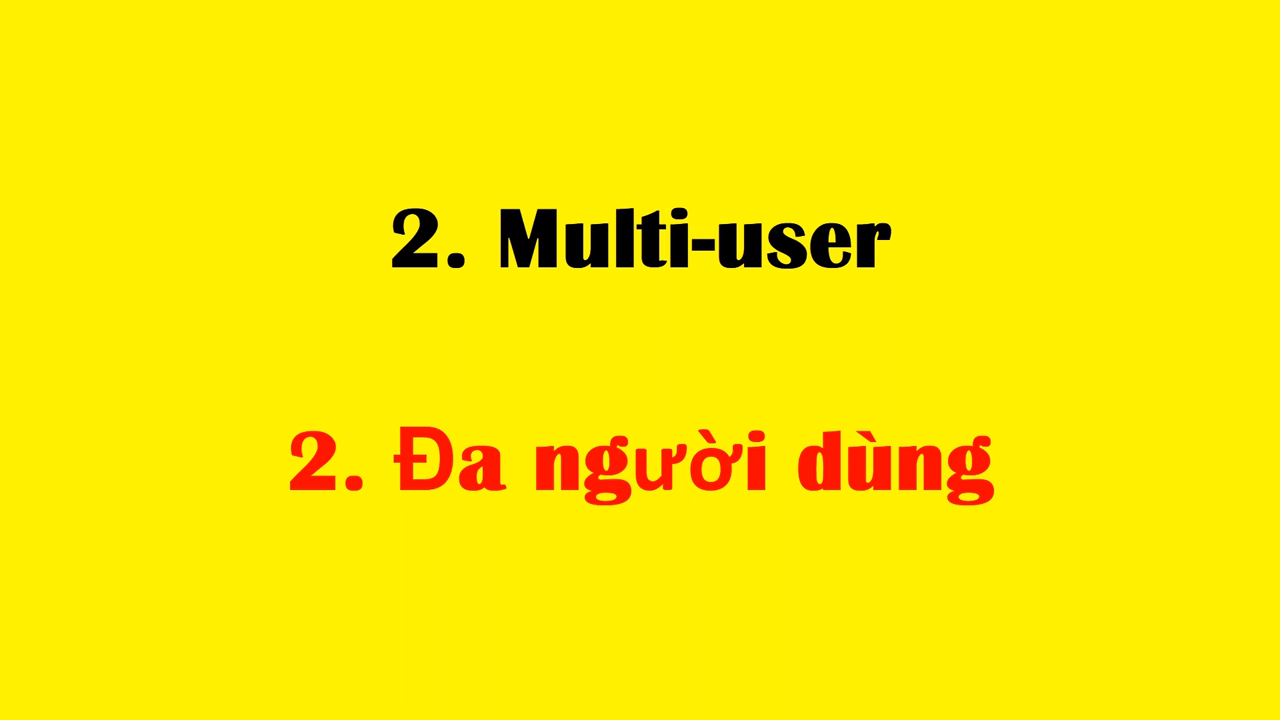 2. Multi-user
2. Đa người dùng